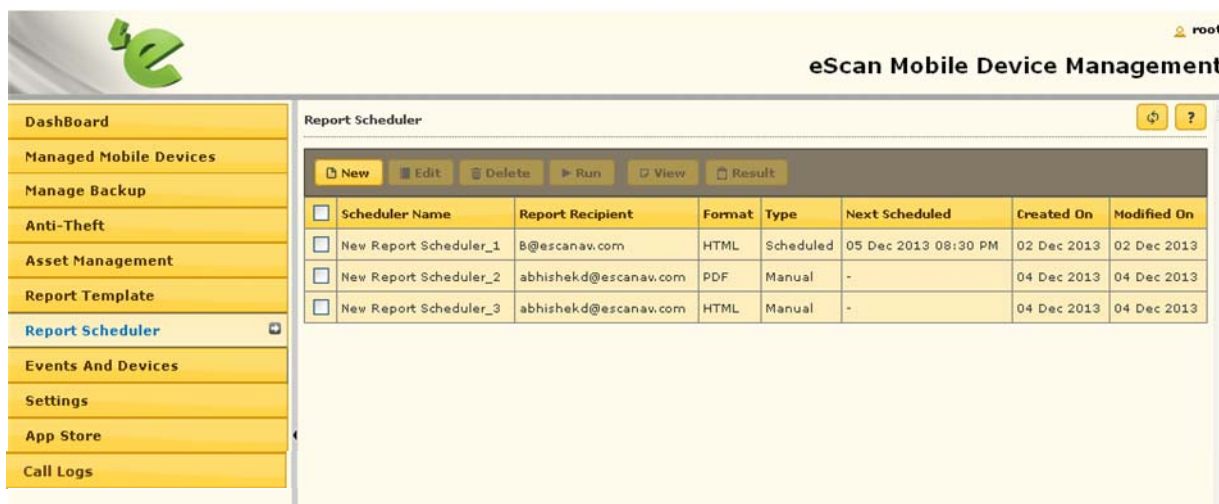 root
eScan Mobile Device Management
DashBoard
Managed Mobile Devices
Manage Backup
Anti-Theft
Asset Management
Report Template
Report Scheduler
Events And Devices
Settings
App Store
Call Logs
Report Scheduler
?
New Edit Delete Run View Result
Scheduler Name Report Recipient Format Type Next Scheduled Created On Modified On
New Report Scheduler_1 B@escanav.com HTML Scheduled 05 Dec 2013 08:30 PM 02 Dec 2013 02 Dec 2013
New Report Scheduler_2 abhishekd@escanav.com PDF Manual - 04 Dec 2013 04 Dec 2013
New Report Scheduler_3 abhishekd@escanav.com HTML Manual - 04 Dec 2013 04 Dec 2013